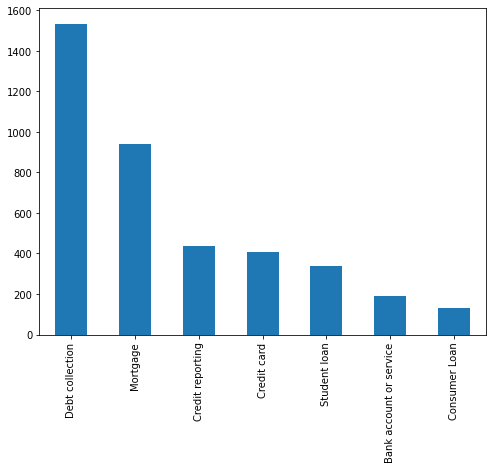 1600
1400
1200
1000
800
600
400
200
0
Debt collection
Mortgage
Credit reporting
Credit card
Student loan
Bank account or service
Consumer Loan